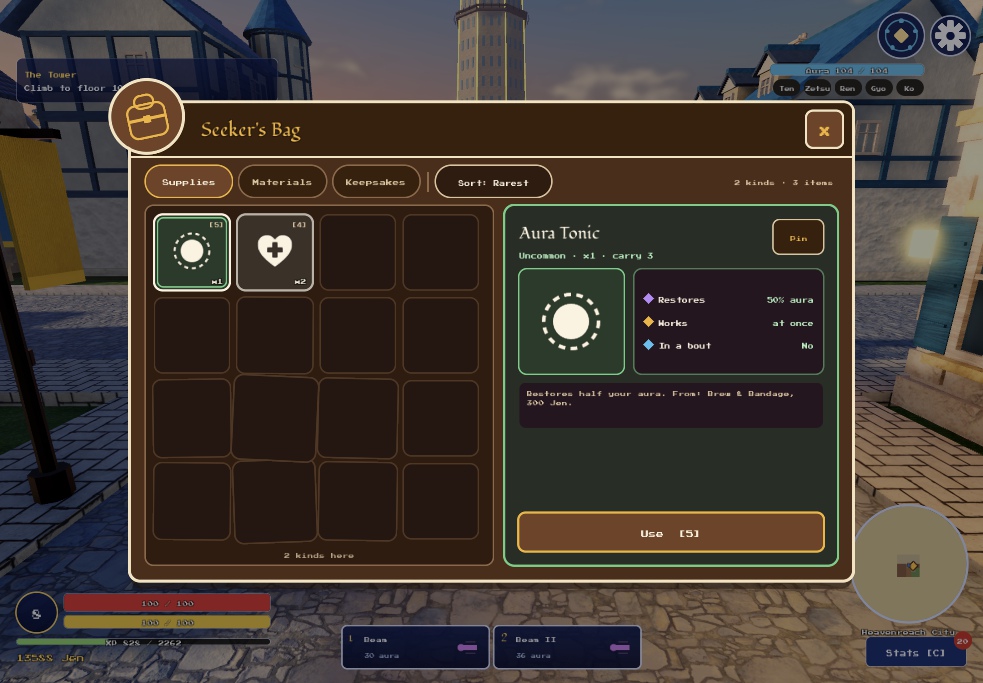 The Tower
Climb to floor 10
Aura 104 / 104
Ten Zetsu Ren Gyo Ko
Seeker's Bag
x
Supplies Materials Keepsakes Sort: Rarest 2 kinds · 3 items
[5] x1
[4] x2
2 kinds here
Aura Tonic
Uncommon · x1 · carry 3
Pin
Restores 50% aura
Works at once
In a bout No
Restores half your aura. From: Brew & Bandage,
300 Jen.
Use [5]
100 / 100
100 / 100
XP 828 / 2262
13588 Jen
1 Beam
30 aura
2 Beam II
36 aura
Heavenreach City
20
Stats [C]